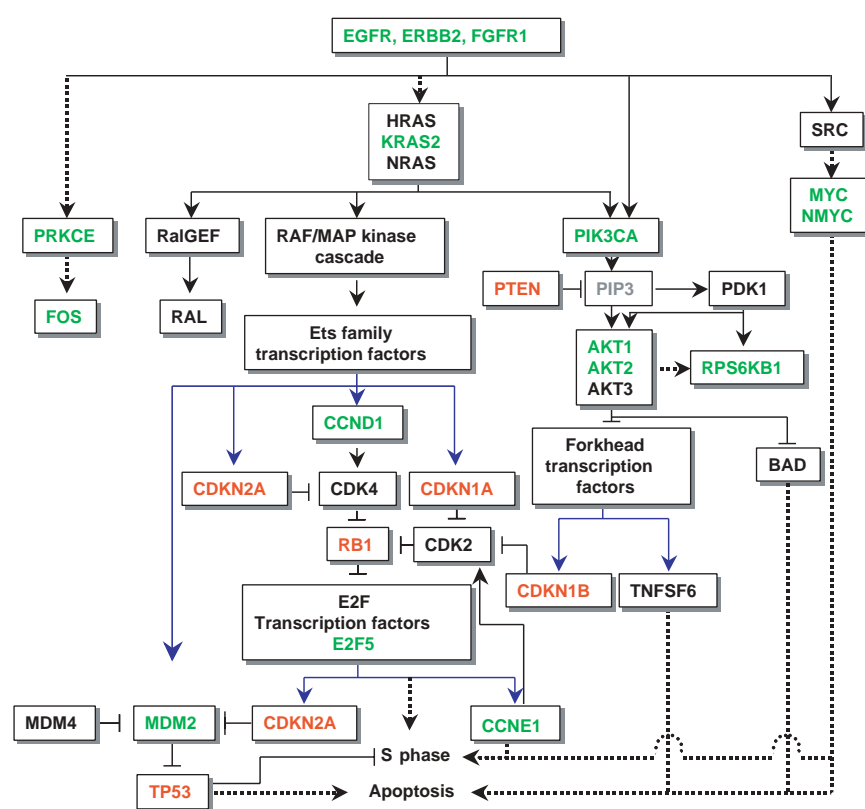 EGFR, ERBB2, FGFR1
HRAS
KRAS2
NRAS
SRC
MYC
NMYC
PRKCE
RalGEF
RAF/MAP kinase
cascade
PIK3CA
PTEN
PIP3
PDK1
FOS
RAL
Ets family
transcription factors
AKT1
AKT2
AKT3
RPS6KB1
CCND1
Forkhead
transcription
factors
BAD
CDKN2A
CDK4
CDKN1A
RB1
CDK2
CDKN1B
TNFSF6
E2F
Transcription factors
E2F5
MDM4
MDM2
CDKN2A
CCNE1
S phase
TP53
Apoptosis